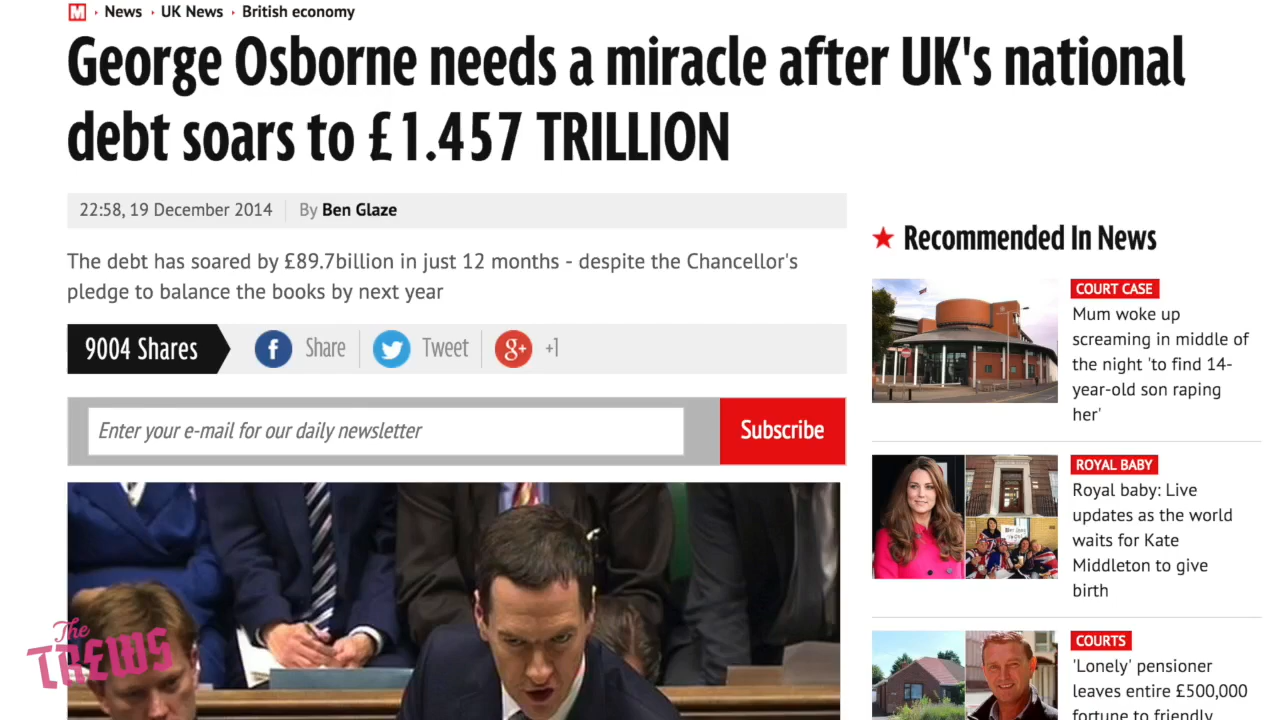 M News UK News British economy
George Osborne needs a miracle after UK's national
debt soars to £1.457 TRILLION
22:58, 19 December 2014 By Ben Glaze
The debt has soared by £89.7billion in just 12 months - despite the Chancellor's
pledge to balance the books by next year
9004 Shares Share Tweet +1
Enter your e-mail for our daily newsletter Subscribe
Recommended In News
COURT CASE
Mum woke up
screaming in middle of
the night 'to find 14-
year-old son raping
her'
ROYAL BABY
Royal baby: Live
updates as the world
waits for Kate
Middleton to give
birth
COURTS
'Lonely' pensioner
leaves entire £500,000
fortune to friendly
The
TREWS